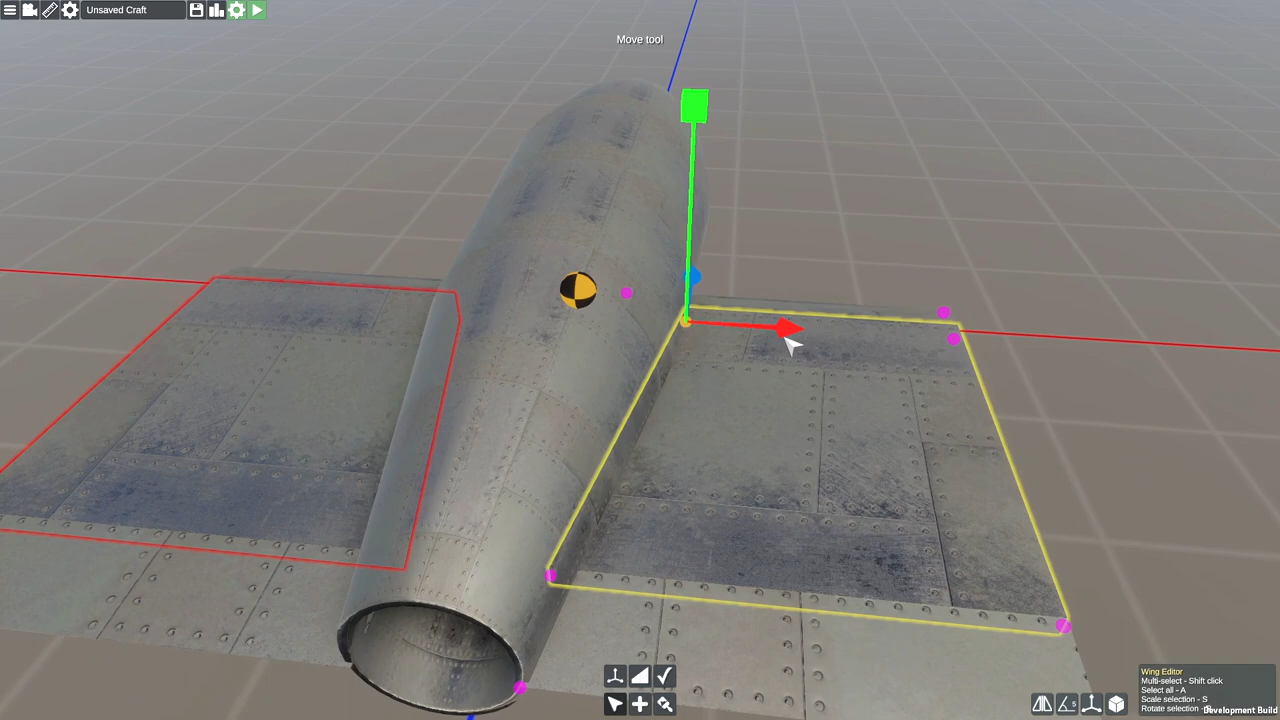 Unsaved Craft
Move tool
Wing Editor
Multi-select - Shift click
Select all - A
Scale selection - S
Rotate selection -
Development Build